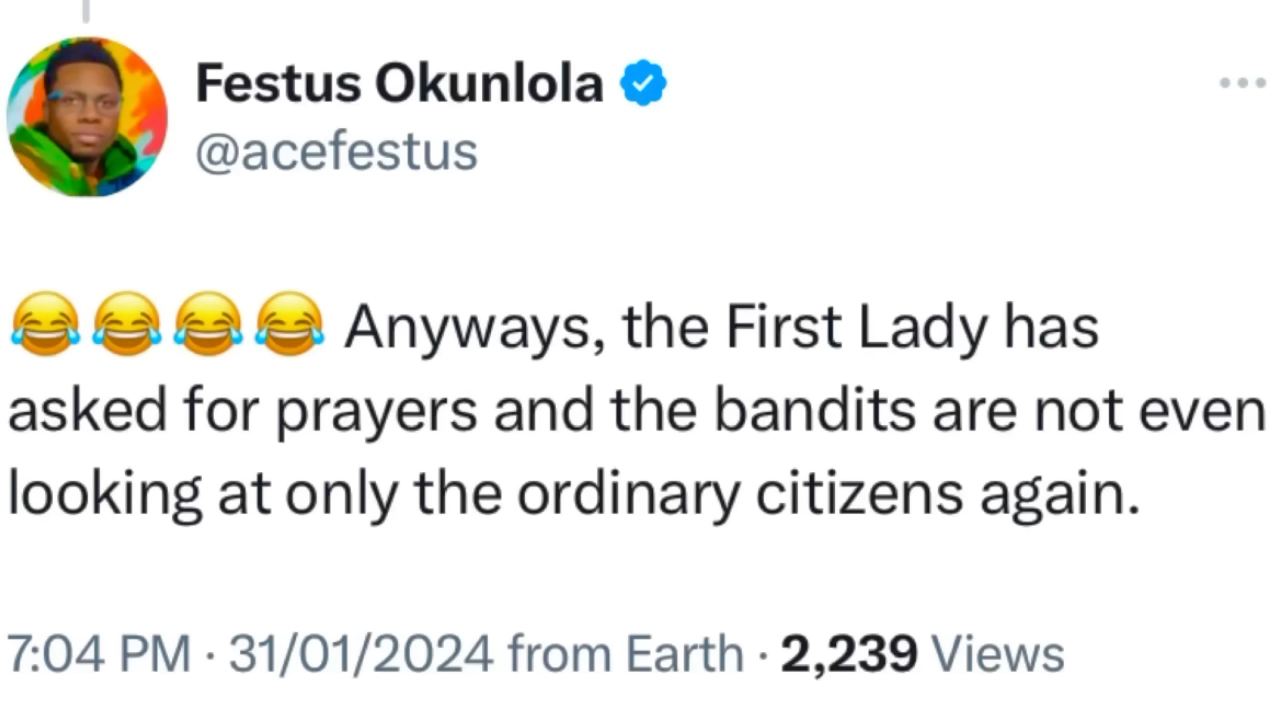 Festus Okunlola
@acefestus
😂😂😂😂 Anyways, the First Lady has
asked for prayers and the bandits are not even
looking at only the ordinary citizens again.
7:04 PM · 31/01/2024 from Earth · 2,239 Views